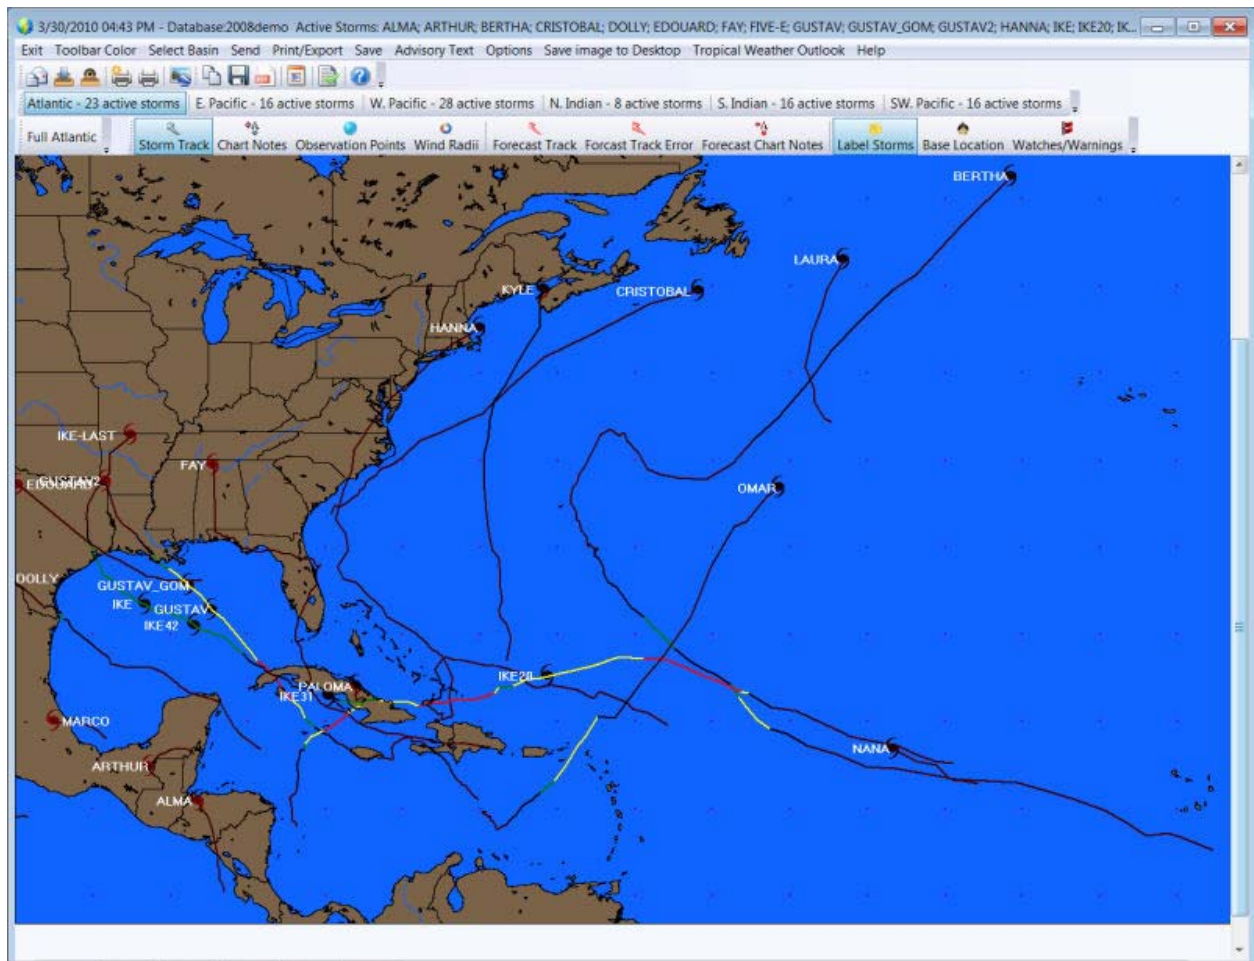 3/30/2010 04:43 PM - Database:2008demo Active Storms: ALMA; ARTHUR; BERTHA; CRISTOBAL; DOLLY; EDOUARD; FAY; FIVE-E; GUSTAV; GUSTAV_GOM; GUSTAV2; HANNA; IKE; IKE20; IK...
Exit Toolbar Color Select Basin Send Print/Export Save Advisory Text Options Save image to Desktop Tropical Weather Outlook Help
Atlantic - 23 active storms E. Pacific - 16 active storms W. Pacific - 28 active storms N. Indian - 8 active storms S. Indian - 16 active storms SW. Pacific - 16 active storms
Full Atlantic Storm Track Chart Notes Observation Points Wind Radii Forecast Track Forcast Track Error Forecast Chart Notes Label Storms Base Location Watches/Warnings
BERTHA
LAURA
KYLE CRISTOBAL
HANNA
IKE-LAST
FAY
EDOUARD GUSTAV2
OMAR
DOLLY
GUSTAV_GOM
IKE GUSTAV
IKE42
IKE20
PALOMA
IKE31
MARCO
NANA
ARTHUR
ALMA